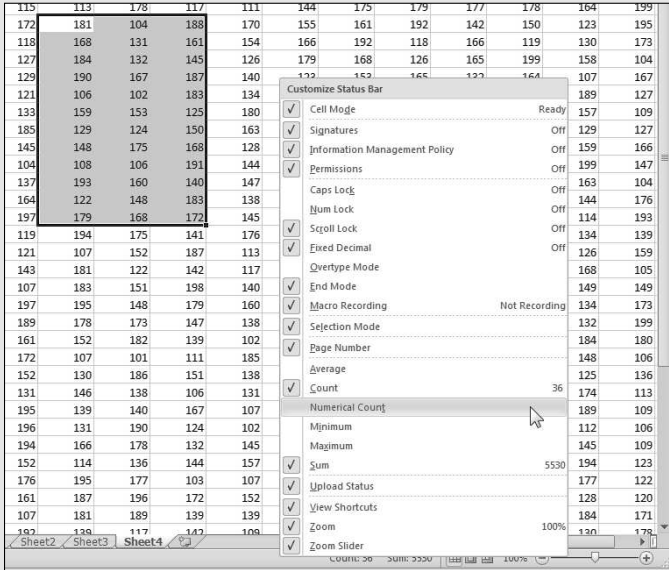 115 113 178 117 111 144 175 179 177 178 164 199
172 181 104 188 170 155 161 192 142 150 123 195
118 168 131 161 154 166 192 118 166 119 130 173
127 184 132 145 126 179 168 126 165 199 158 104
129 190 167 187 140 123 153 165 132 164 107 167
Customize Status Bar
121 106 102 183 134 189 127
Cell Mode Ready
133 159 153 125 180 157 109
185 129 124 150 163 Signatures Off 129 127
145 148 175 168 128 Information Management Policy Off 159 166
104 108 106 191 144 Permissions Off 199 147
137 193 160 140 147 Caps Lock Off 163 104
164 122 148 183 138 Num Lock Off 144 176
197 179 168 172 145 Scroll Lock Off 114 193
119 194 175 141 176 134 139
121 107 152 187 113 Fixed Decimal Off 126 159
143 181 122 142 117 Overtype Mode 168 105
107 183 151 198 140 End Mode 149 149
197 195 148 179 160 Macro Recording Not Recording 134 173
189 178 173 147 138 Selection Mode 132 199
161 152 182 139 102 Page Number 184 180
172 107 101 111 185 Average 148 106
152 130 186 151 138 125 136
131 146 138 106 131 Count 36 174 113
195 139 140 167 107 Numerical Count 189 109
196 131 190 124 102 Minimum 112 106
194 166 178 132 145 Maximum 145 109
152 114 136 144 157 Sum 5530 194 123
176 195 177 103 107 Upload Status 177 122
161 187 196 172 152 View Shortcuts 128 120
107 181 189 139 139 Zoom 100% 184 171
192 139 117 142 109 130 178
Sheet2 Sheet3 Sheet4 Zoom Slider
Count: 36 Sum: 5530 100%